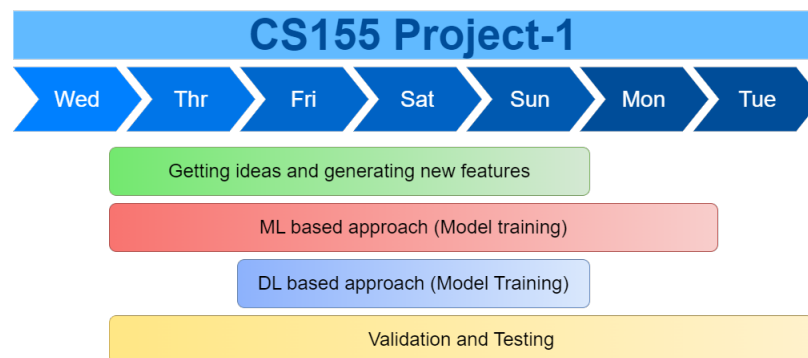 CS155 Project-1
Wed Thr Fri Sat Sun Mon Tue
Getting ideas and generating new features
ML based approach (Model training)
DL based approach (Model Training)
Validation and Testing